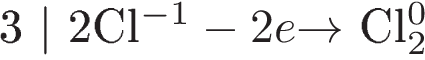 3 | 2Cl⁻¹ − 2e→ Cl₂⁰